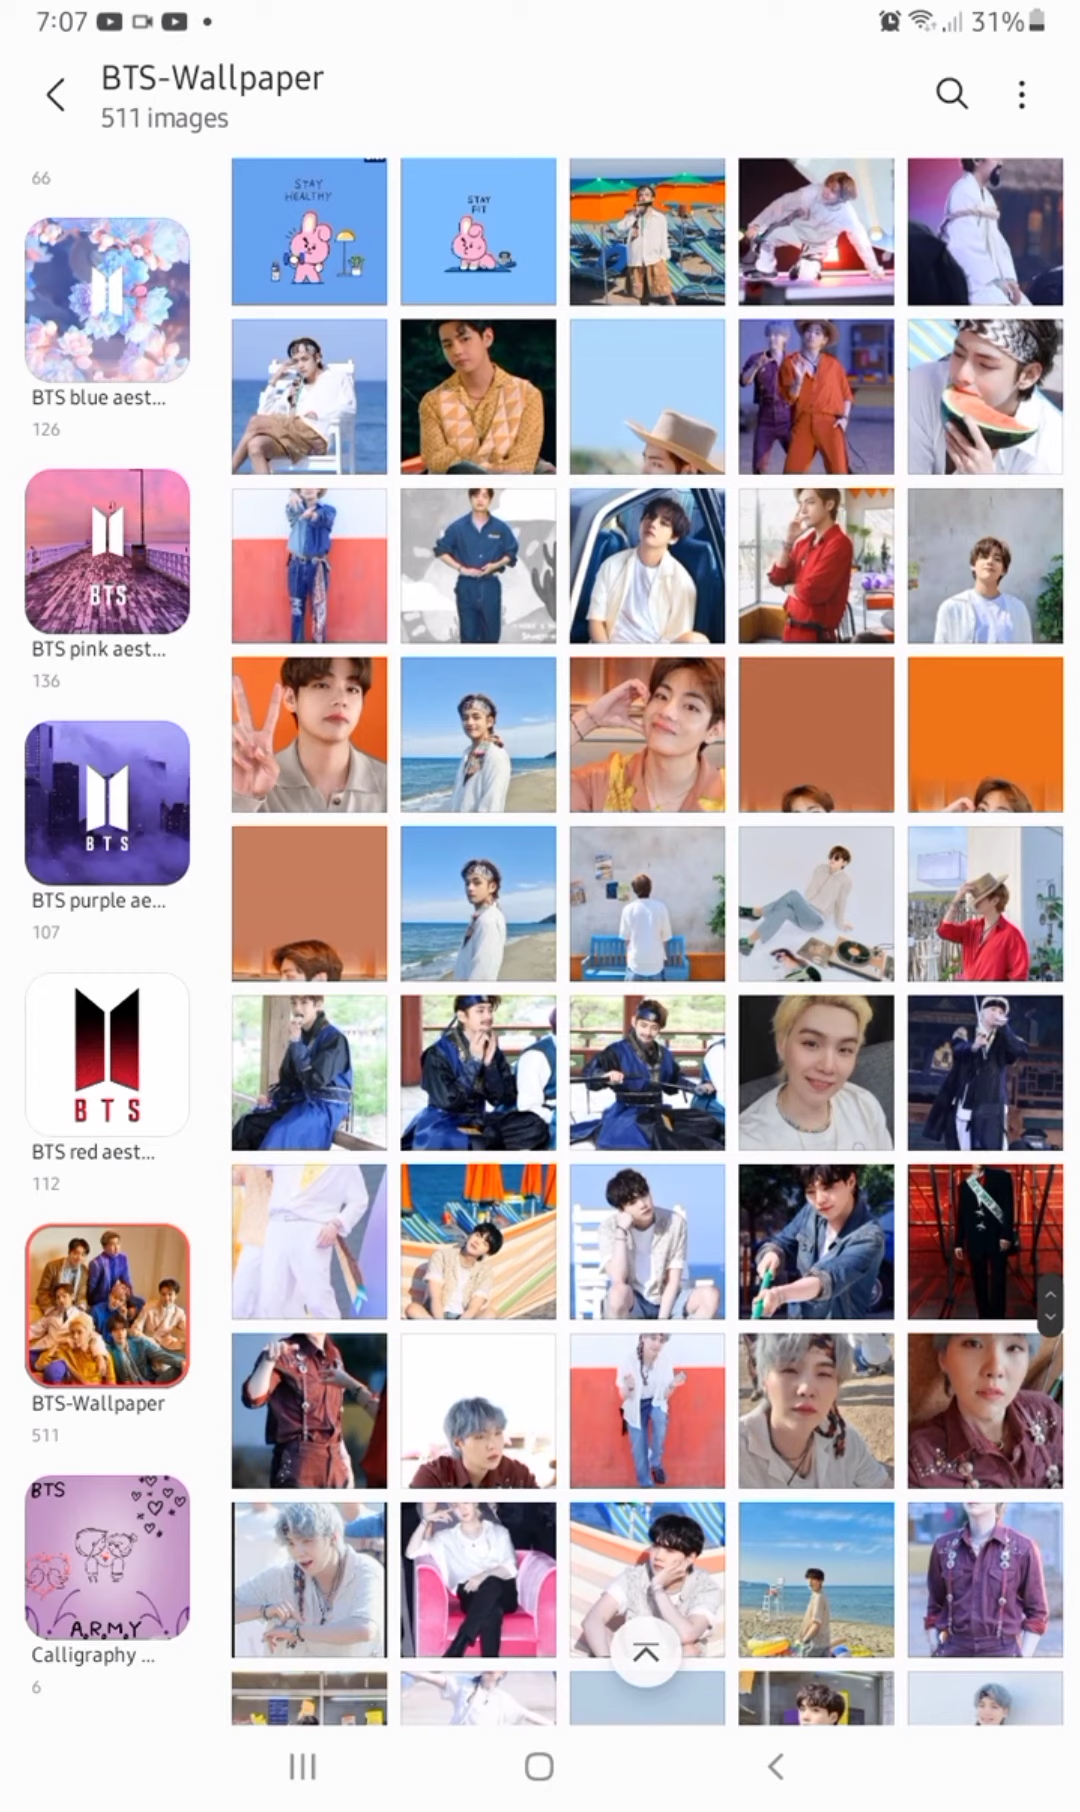 7:07
31%
BTS-Wallpaper
511 images
66
BTS blue aest...
126
BTS
BTS pink aest...
136
BTS
BTS purple ae...
107
BTS
BTS red aest...
112
BTS-Wallpaper
511
BTS
A.R.M.Y
Calligraphy ...
6
STAY
HEALTHY
STAY
FIT